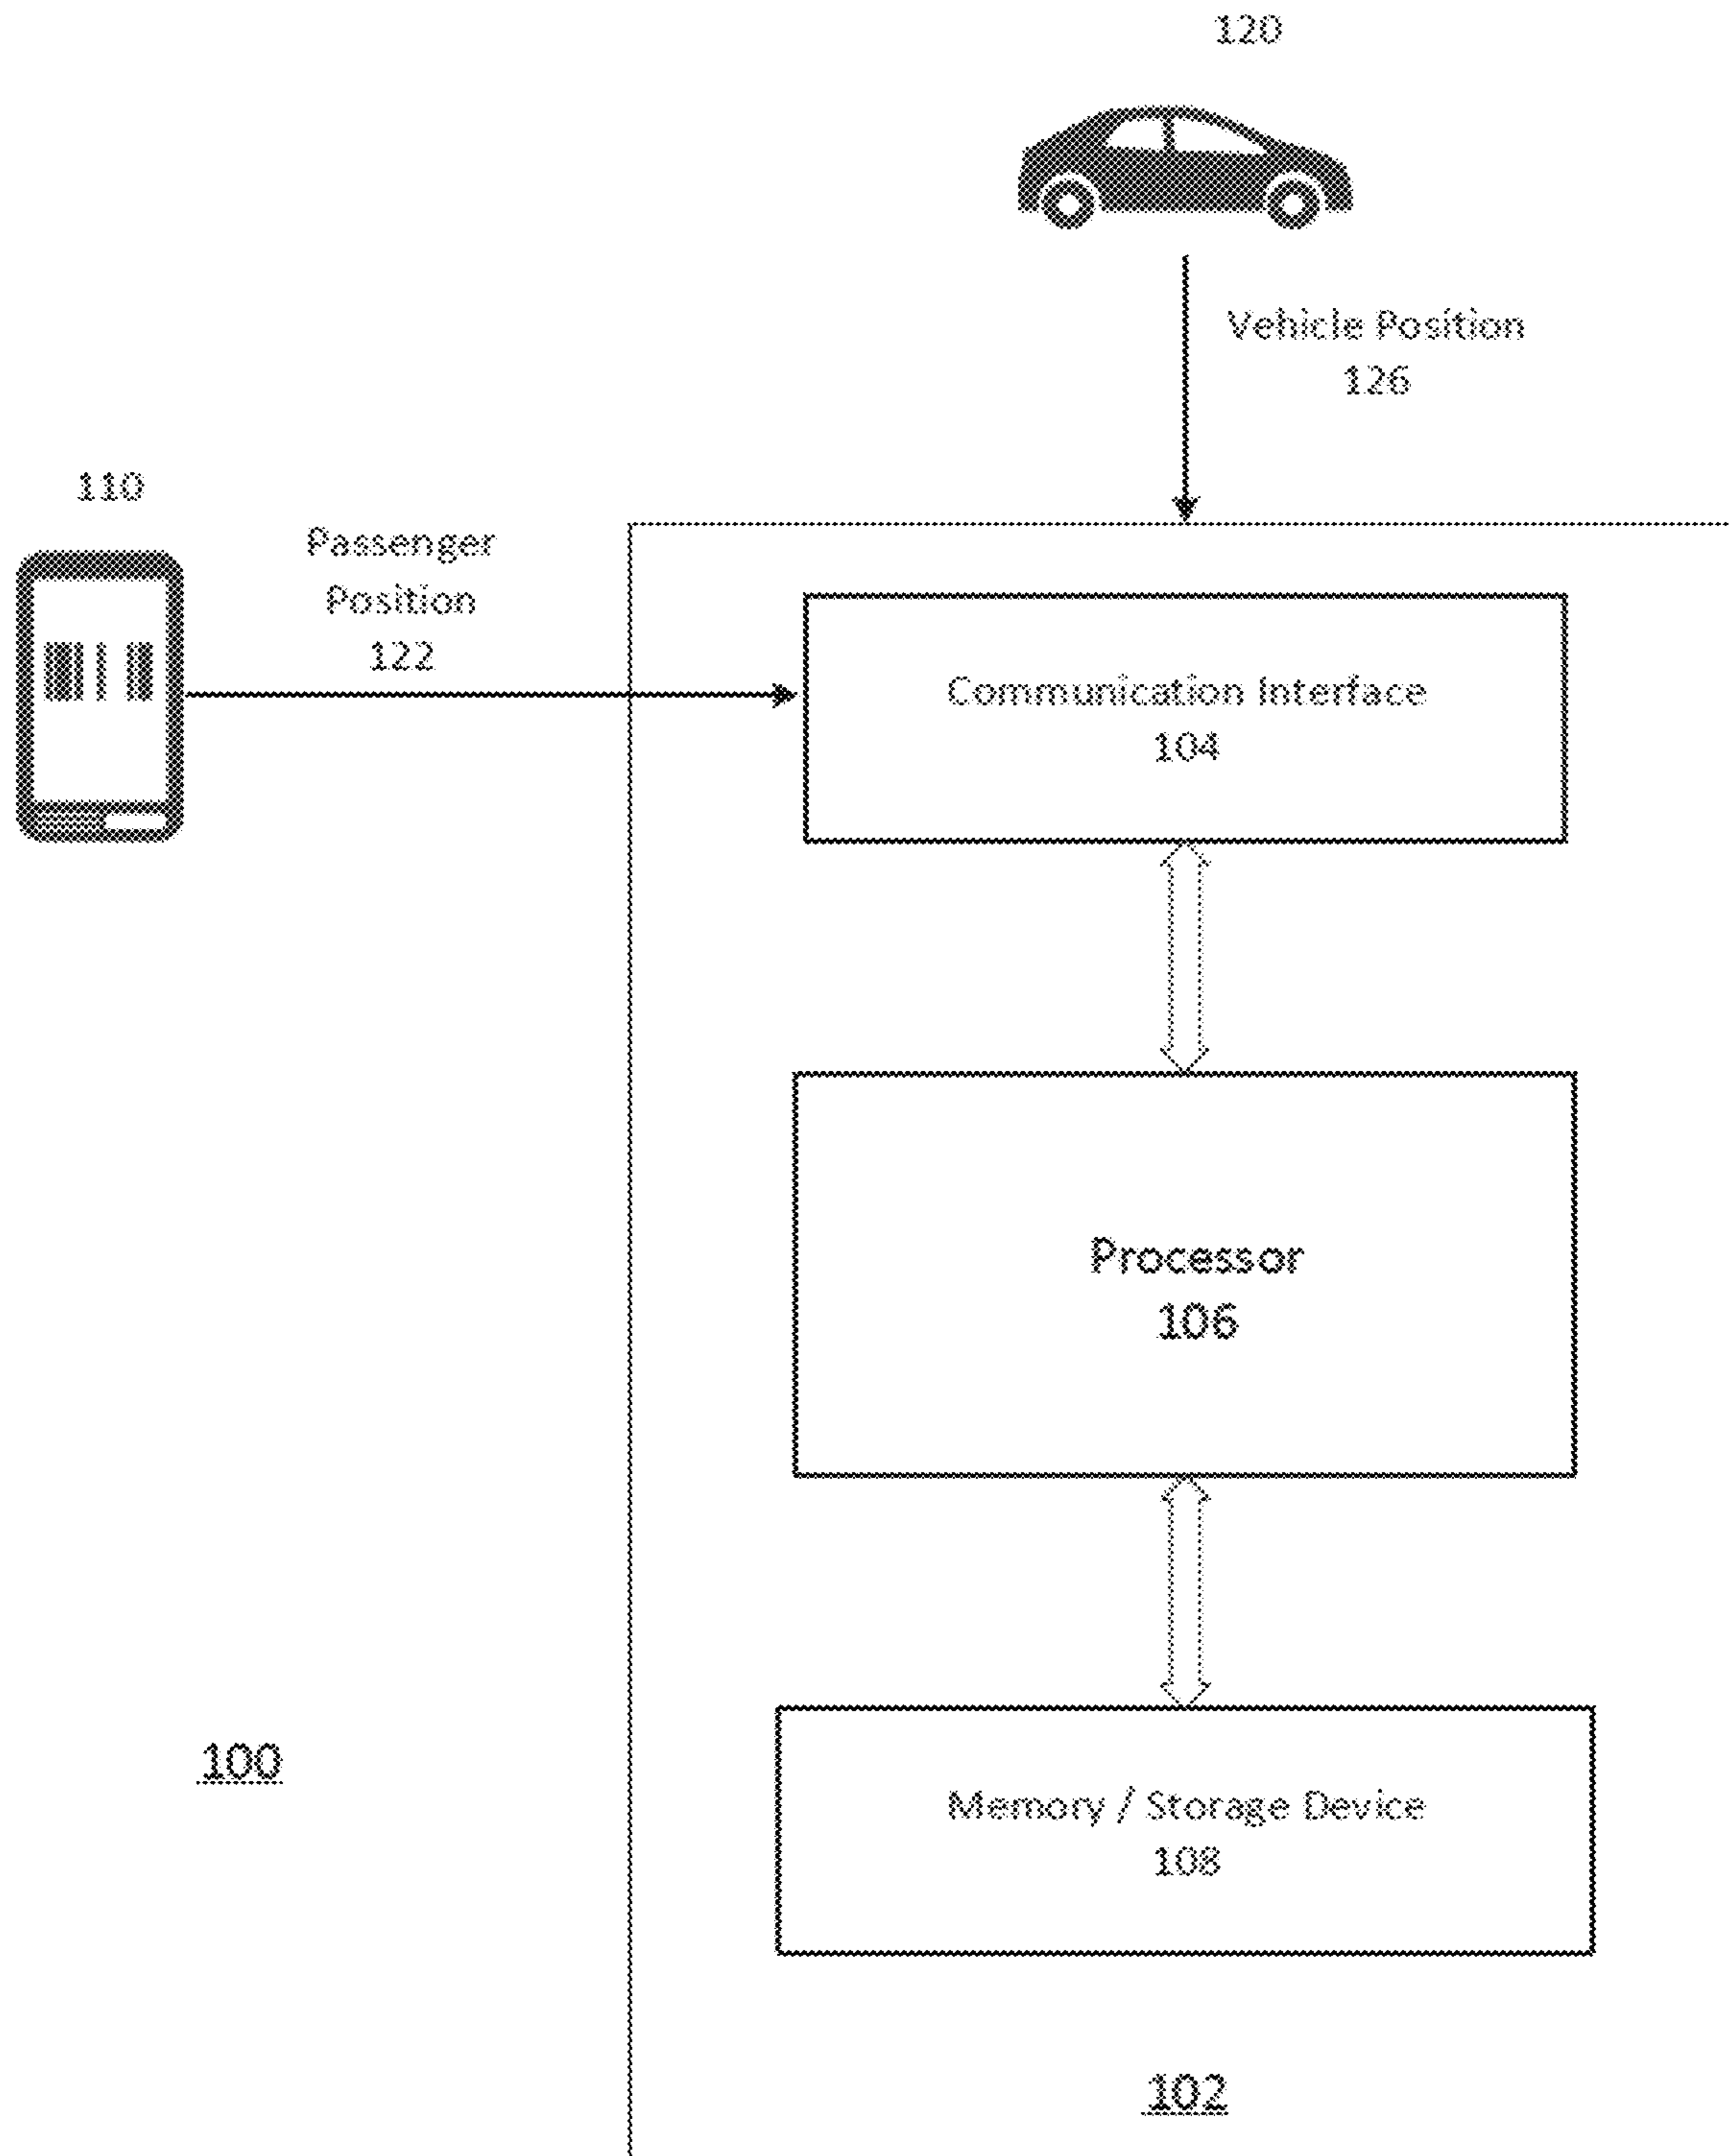 120
Vehicle Position
126
110
Passenger
Position
122
Communication Interface
104
Processor
106
100
Memory / Storage Device
108
102